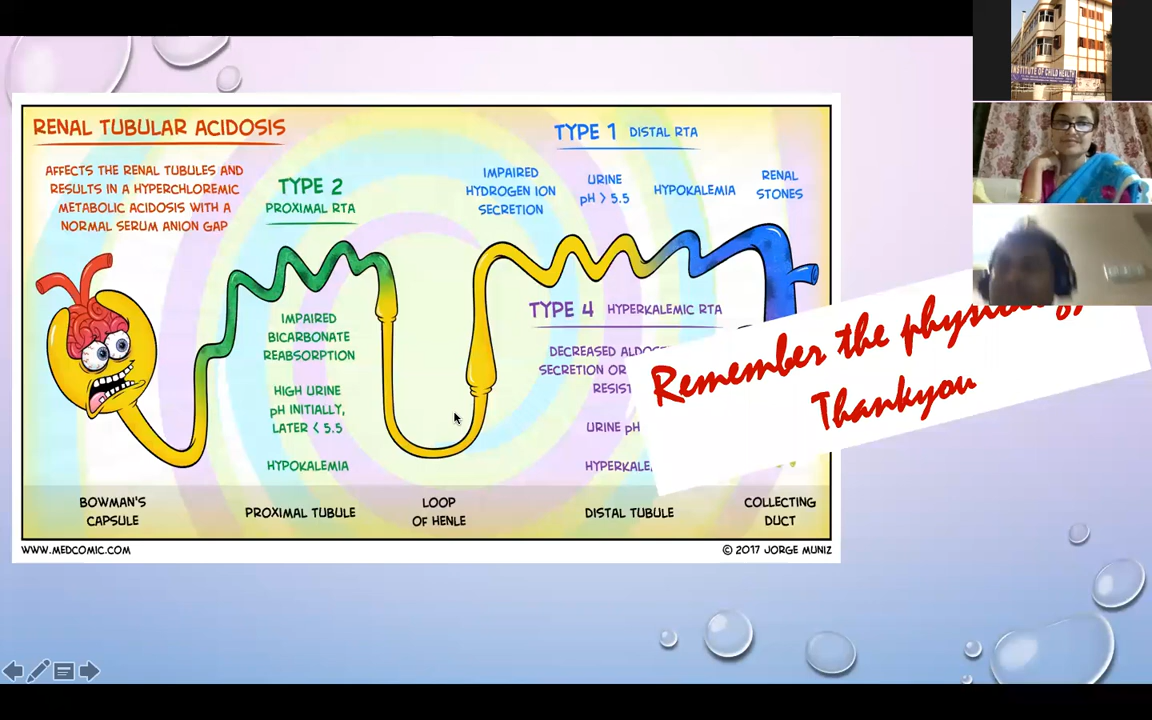 INSTITUTE OF CHILD HEALTH
RENAL TUBULAR ACIDOSIS
AFFECTS THE RENAL TUBULES AND
RESULTS IN A HYPERCHLOREMIC
METABOLIC ACIDOSIS WITH A
NORMAL SERUM ANION GAP
TYPE 2
PROXIMAL RTA
IMPAIRED
BICARBONATE
REABSORPTION
HIGH URINE
pH INITIALLY,
LATER < 5.5
HYPOKALEMIA
TYPE 1 DISTAL RTA
IMPAIRED
HYDROGEN ION
SECRETION
URINE
pH > 5.5
HYPOKALEMIA
RENAL
STONES
TYPE 4 HYPERKALEMIC RTA
DECREASED
SECRETION OR
URINE pH
Remember the
Thankyou
BOWMAN'S
CAPSULE
PROXIMAL TUBULE
LOOP
OF HENLE
DISTAL TUBULE
COLLECTING
DUCT
WWW.MEDCOMIC.COM
© 2017 JORGE MUNIZ